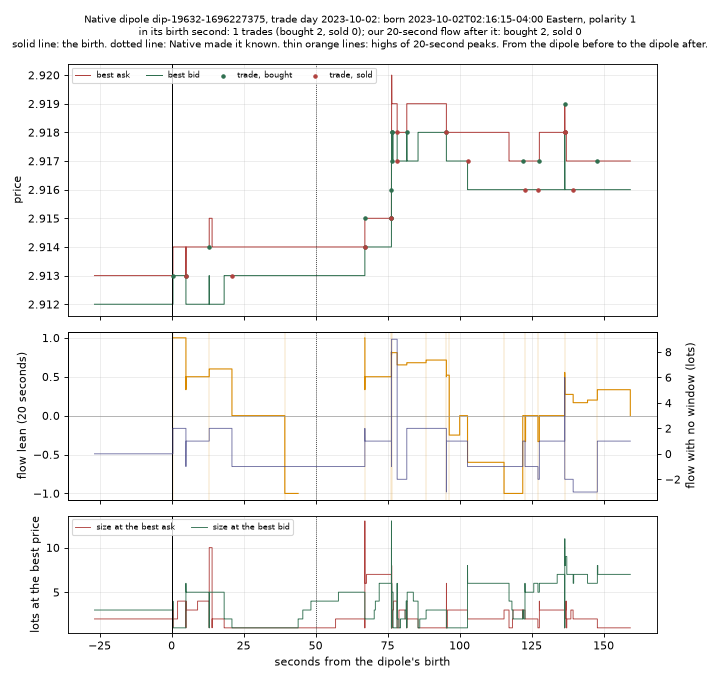 Native dipole dip-19632-1696227375, trade day 2023-10-02: born 2023-10-02T02:16:15-04:00 Eastern, polarity 1
in its birth second: 1 trades (bought 2, sold 0); our 20-second flow after it: bought 2, sold 0
solid line: the birth. dotted line: Native made it known. thin orange lines: highs of 20-second peaks. From the dipole before to the dipole after.
best ask
best bid
trade, bought
trade, sold
2.920
2.919
2.918
2.917
2.916
2.915
2.914
2.913
2.912
price
1.0
0.5
0.0
−0.5
−1.0
flow lean (20 seconds)
8
6
4
2
0
−2
flow with no window (lots)
size at the best ask
size at the best bid
10
5
lots at the best price
−25
0
25
50
75
100
125
150
seconds from the dipole's birth